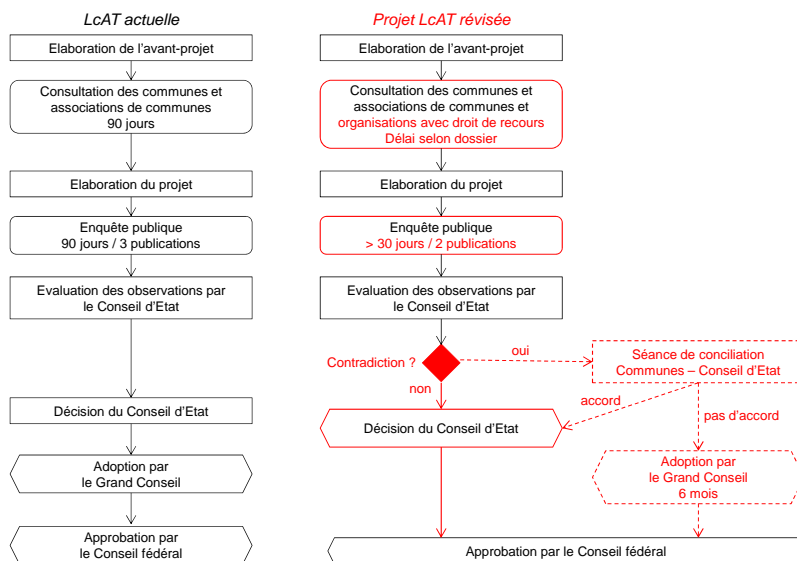 LcAT actuelle
Elaboration de l'avant-projet
Consultation des communes et
associations de communes
90 jours
Elaboration du projet
Enquête publique
90 jours / 3 publications
Evaluation des observations par
le Conseil d'Etat
Décision du Conseil d'Etat
Adoption par
le Grand Conseil
Approbation par
le Conseil fédéral
Projet LcAT révisée
Elaboration de l'avant-projet
Consultation des communes et
associations de communes et
organisations avec droit de recours
Délai selon dossier
Elaboration du projet
Enquête publique
> 30 jours / 2 publications
Evaluation des observations par
le Conseil d'Etat
Contradiction ?
oui
non
Séance de conciliation
Communes – Conseil d'Etat
accord
pas d'accord
Décision du Conseil d'Etat
Adoption par
le Grand Conseil
6 mois
Approbation par le Conseil fédéral